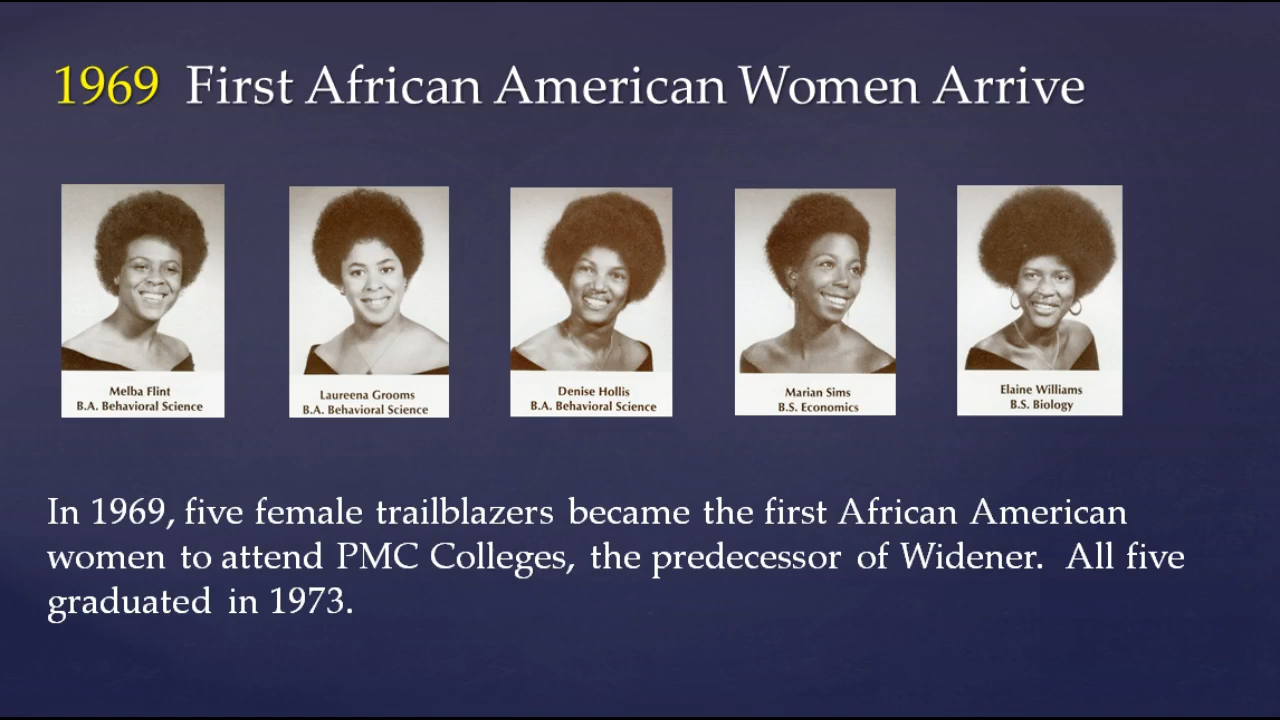 1969 First African American Women Arrive
Melba Flint
B.A. Behavioral Science
Laureena Grooms
B.A. Behavioral Science
Denise Hollis
B.A. Behavioral Science
Marian Sims
B.S. Economics
Elaine Williams
B.S. Biology
In 1969, five female trailblazers became the first African American
women to attend PMC Colleges, the predecessor of Widener. All five
graduated in 1973.